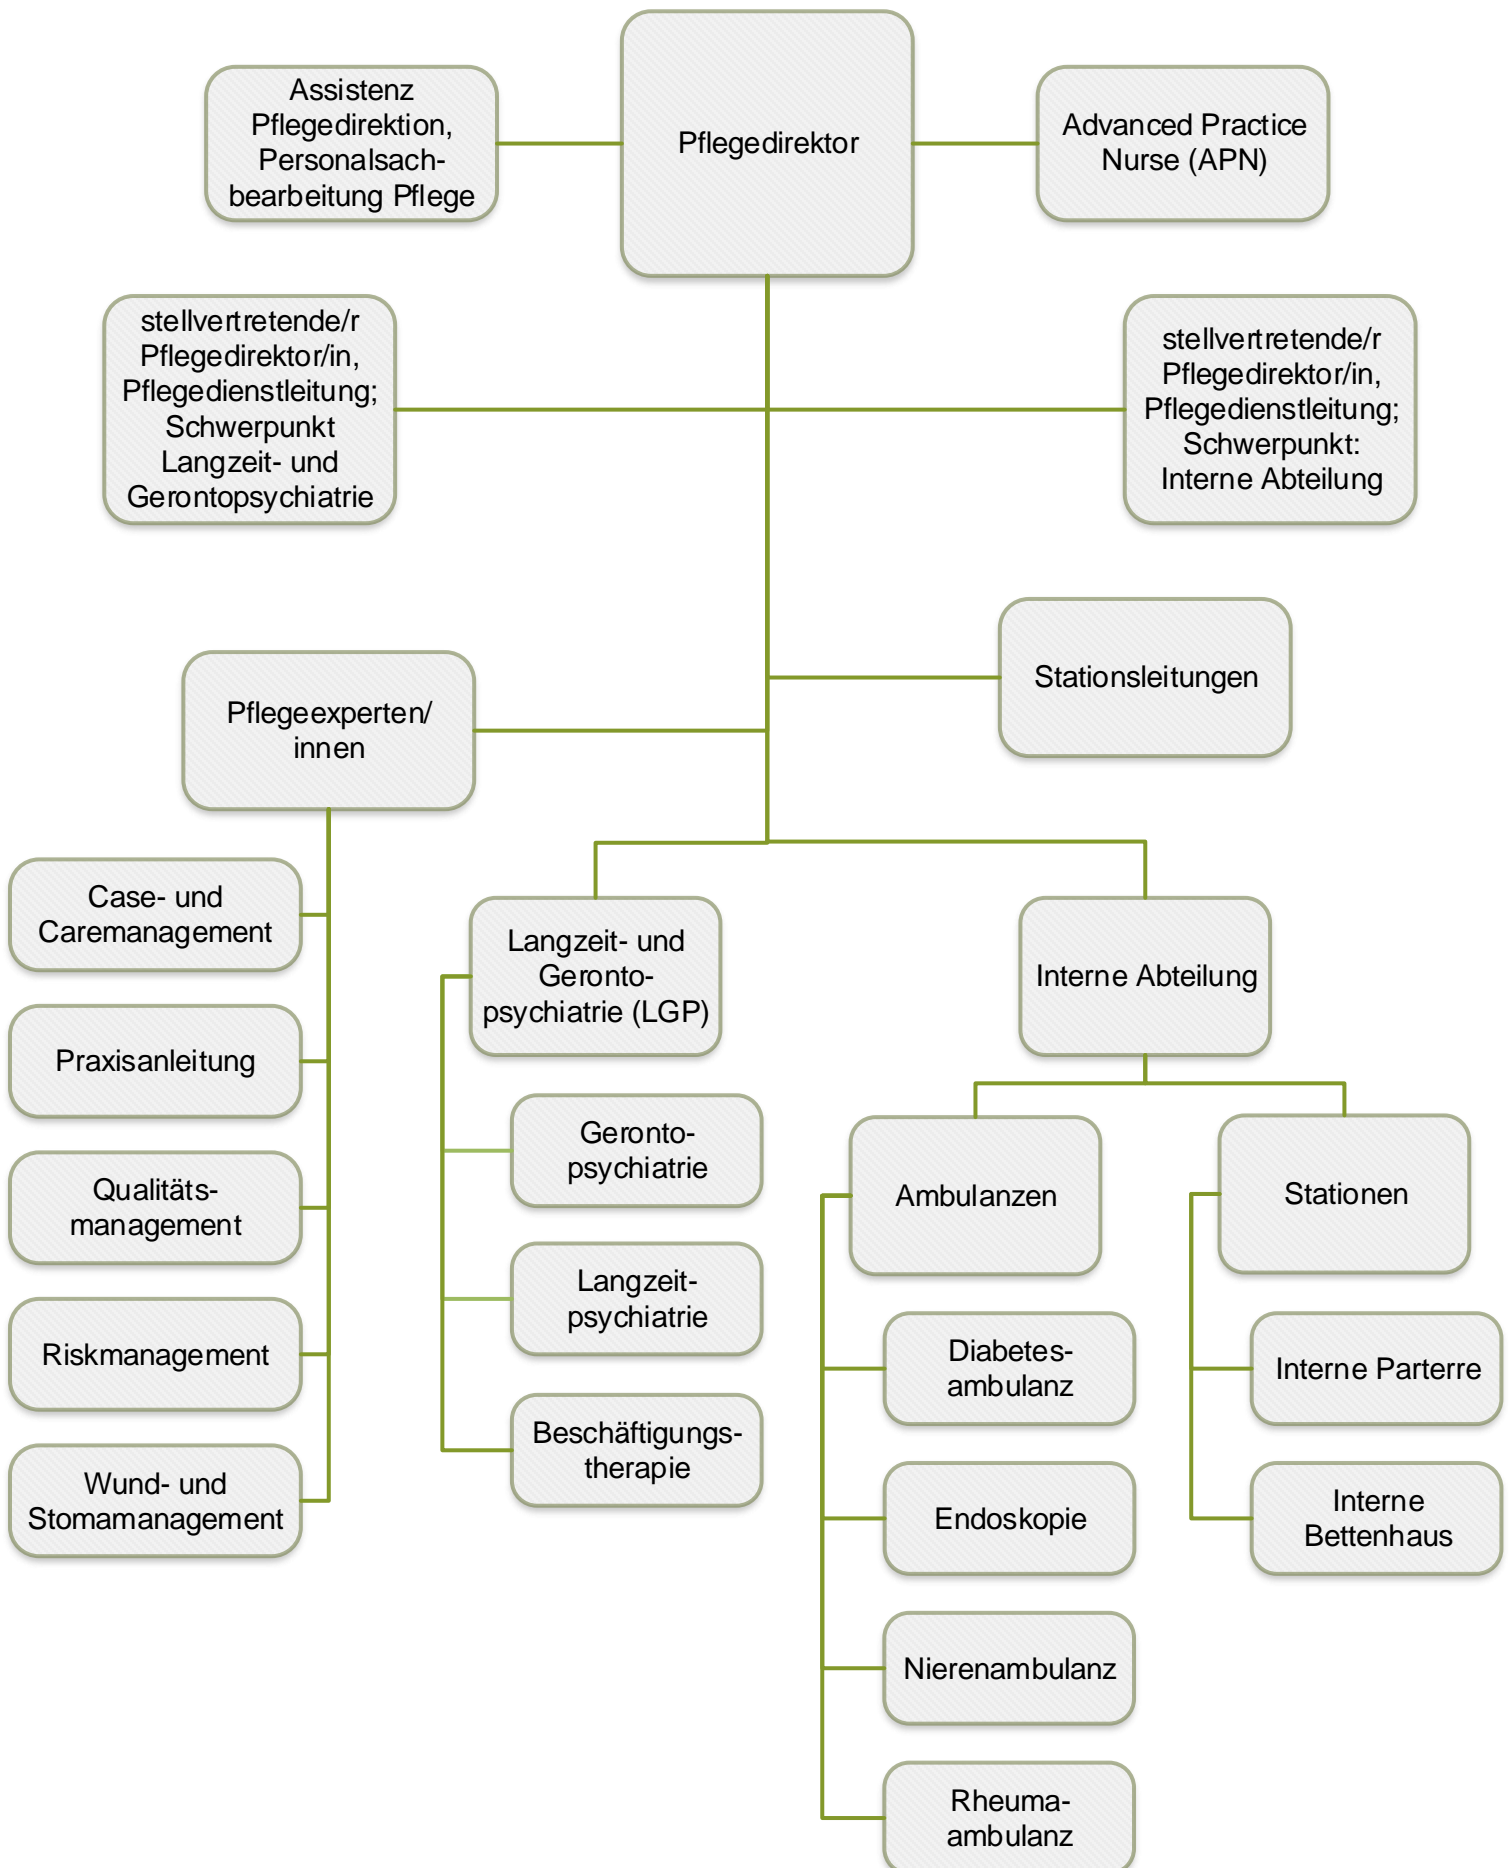 Assistenz
Pflegedirektion,
Personalsach-
bearbeitung Pflege
Pflegedirektor
Advanced Practice
Nurse (APN)
stellvertretende/r
Pflegedirektor/in,
Pflegedienstleitung;
Schwerpunkt
Langzeit- und
Gerontopsychiatrie
stellvertretende/r
Pflegedirektor/in,
Pflegedienstleitung;
Schwerpunkt:
Interne Abteilung
Stationsleitungen
Pflegeexperten/
innen
Case- und
Caremanagement
Praxisanleitung
Qualitäts-
management
Riskmanagement
Wund- und
Stomamanagement
Langzeit- und
Geronto-
psychiatrie (LGP)
Geronto-
psychiatrie
Langzeit-
psychiatrie
Beschäftigungs-
therapie
Interne Abteilung
Ambulanzen
Diabetes-
ambulanz
Endoskopie
Nierenambulanz
Rheuma-
ambulanz
Stationen
Interne Parterre
Interne
Bettenhaus